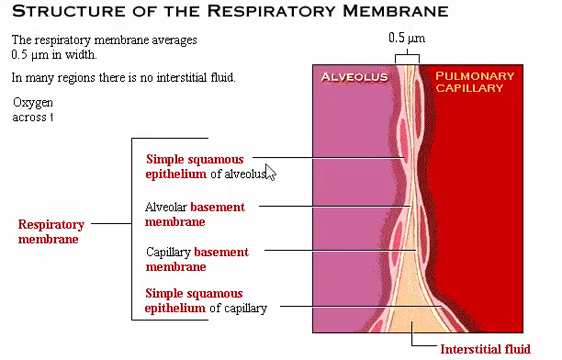 STRUCTURE OF THE RESPIRATORY MEMBRANE
The respiratory membrane averages
0.5 µm in width.
In many regions there is no interstitial fluid.
Oxygen
across
0.5 µm
ALVEOLUS
PULMONARY
CAPILLARY
Simple squamous
epithelium of alveolus
Alveolar basement
membrane
Respiratory
membrane
Capillary basement
membrane
Simple squamous
epithelium of capillary
Interstitial fluid